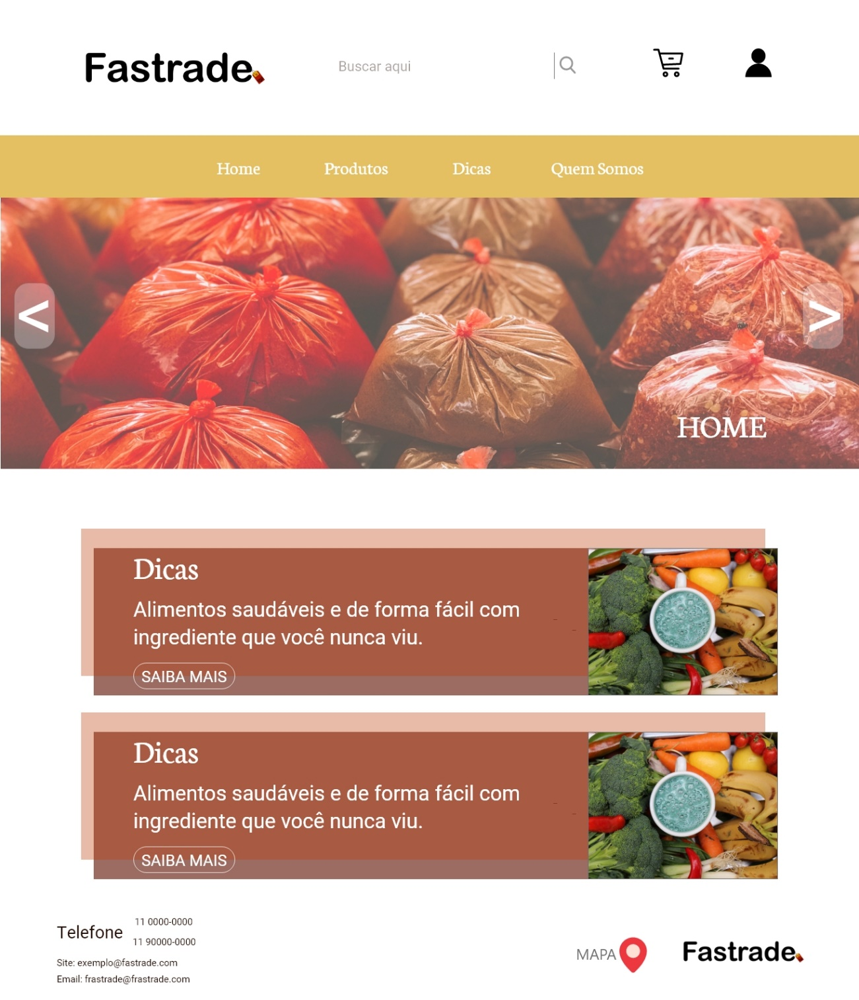 Fastrade
Buscar aqui
Home Produtos Dicas Quem Somos
< >
HOME
Dicas
Alimentos saudáveis e de forma fácil com
ingrediente que você nunca viu.
SAIBA MAIS
Dicas
Alimentos saudáveis e de forma fácil com
ingrediente que você nunca viu.
SAIBA MAIS
Telefone
11 0000-0000
11 90000-0000
Site: exemplo@fastrade.com
Email: frastrade@frastrade.com
MAPA
Fastrade